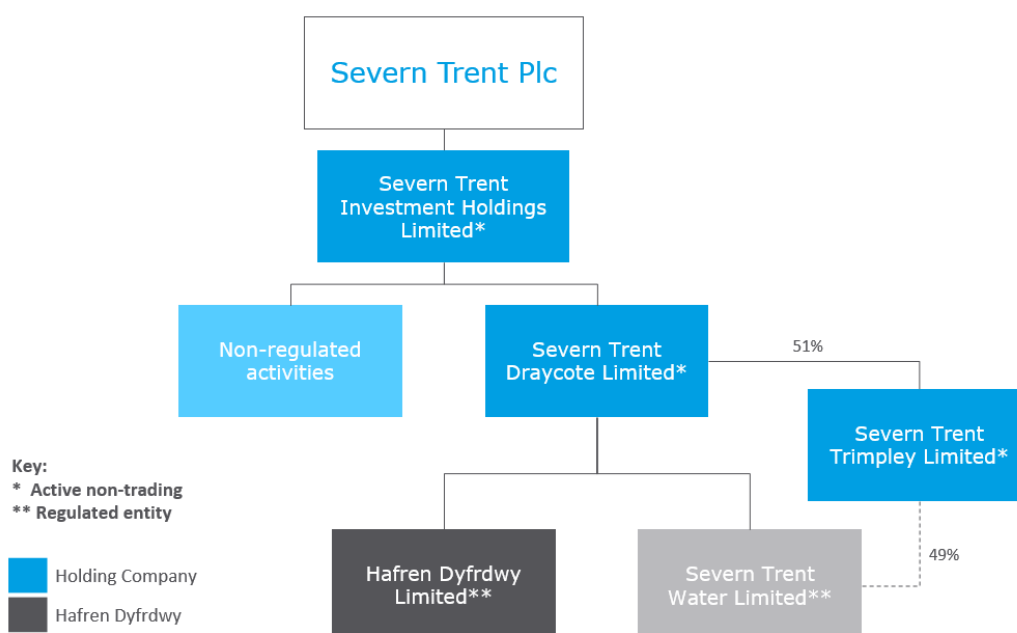 Severn Trent Plc
Severn Trent
Investment Holdings
Limited*
Non-regulated
activities
Severn Trent
Draycote Limited*
51%
Severn Trent
Trimpley Limited*
Key:
* Active non-trading
** Regulated entity
Hafren Dyfrdwy
Limited**
Severn Trent
Water Limited**
49%
Holding Company
Hafren Dyfrdwy